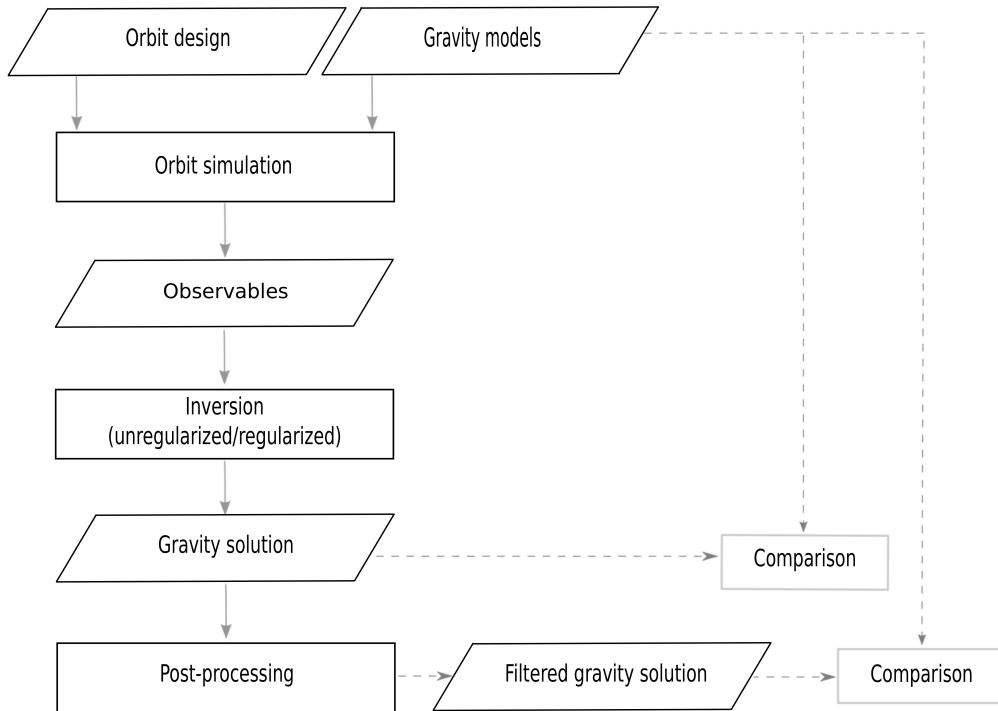 Orbit design
Gravity models
Orbit simulation
Observables
Inversion
(unregularized/regularized)
Gravity solution
Comparison
Post-processing
Filtered gravity solution
Comparison